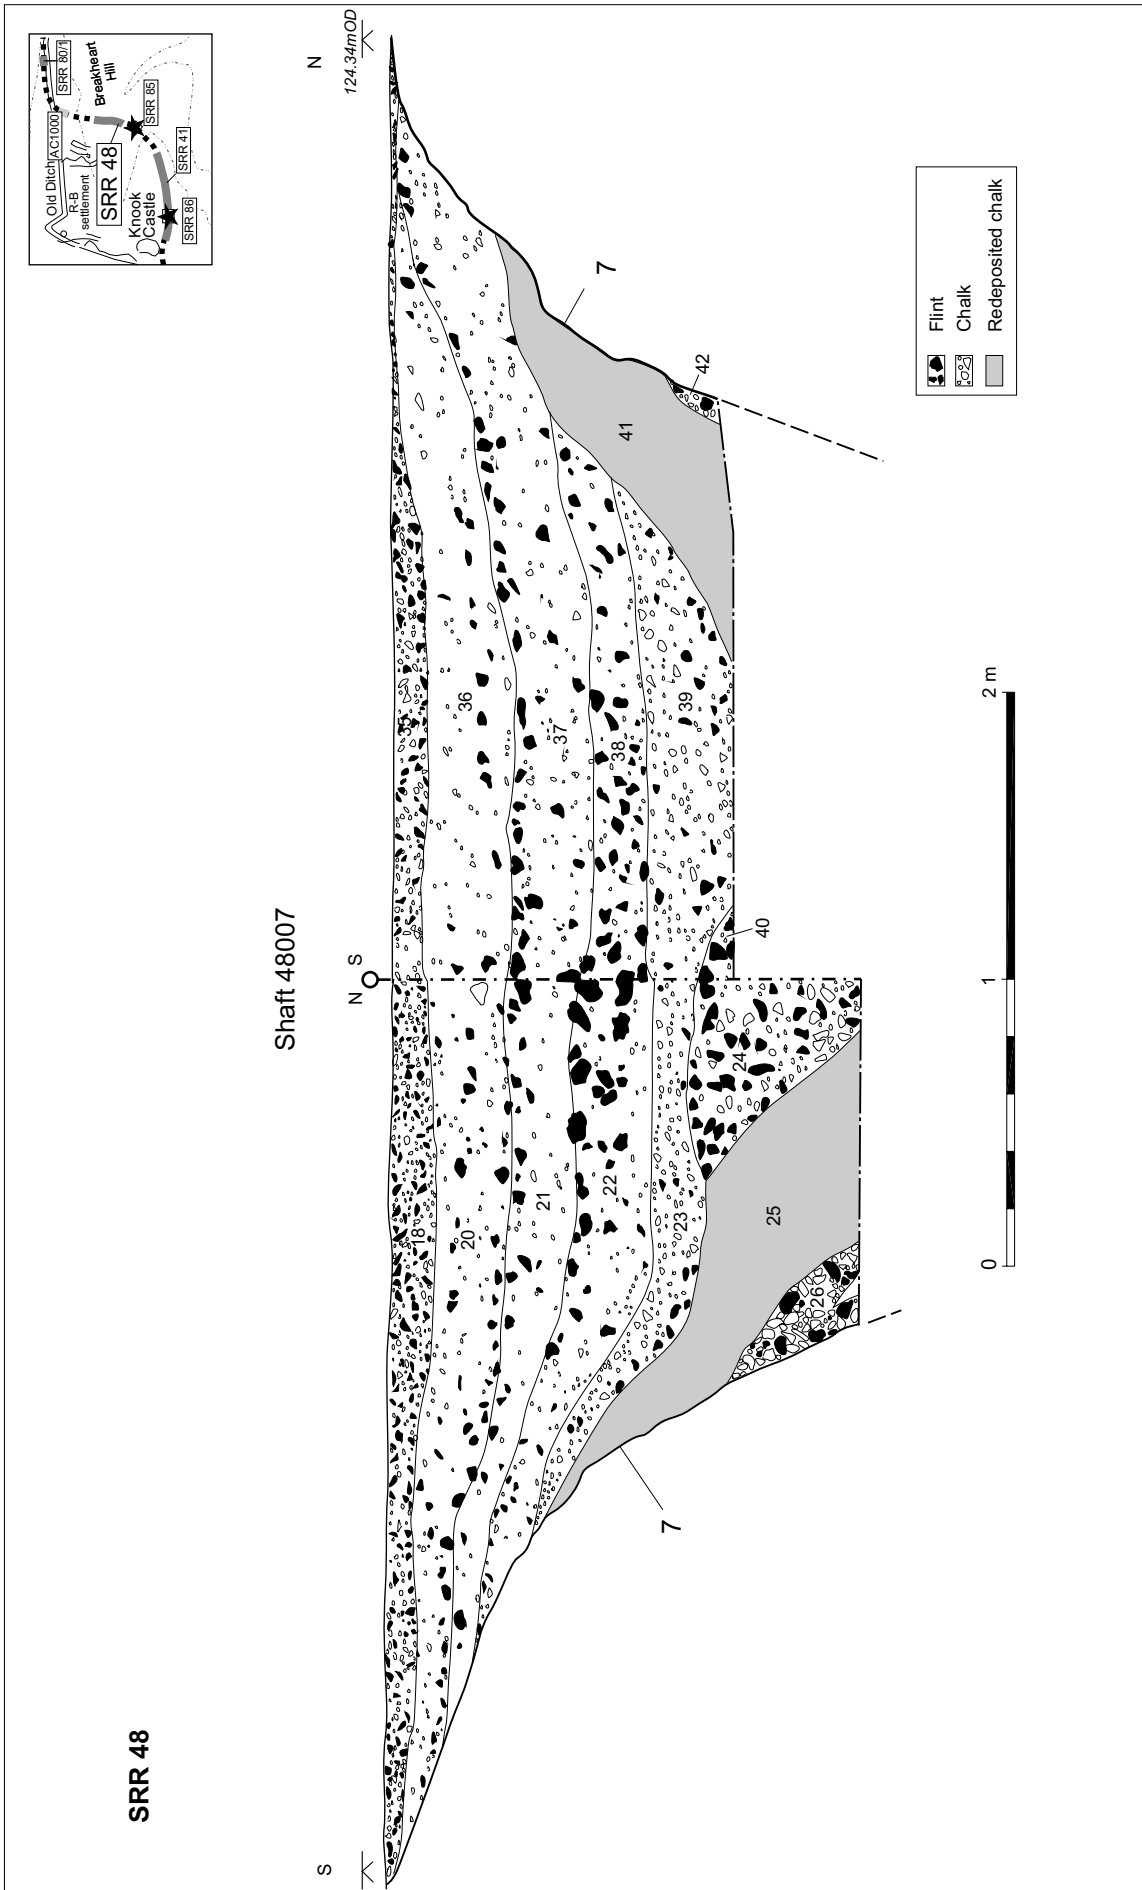 SRR 48
Old Ditch
AC1000
SRR 80/1
R-B
settlement
Breakheart
Hill
SRR 48
SRR 85
Knook
Castle
SRR 41
SRR 86
Shaft 48007
S
N
S
N
124.34mOD
18
20
21
22
23
24
25
26
7
35
36
37
38
39
40
41
42
7
0
1
2 m
Flint
Chalk
Redeposited chalk